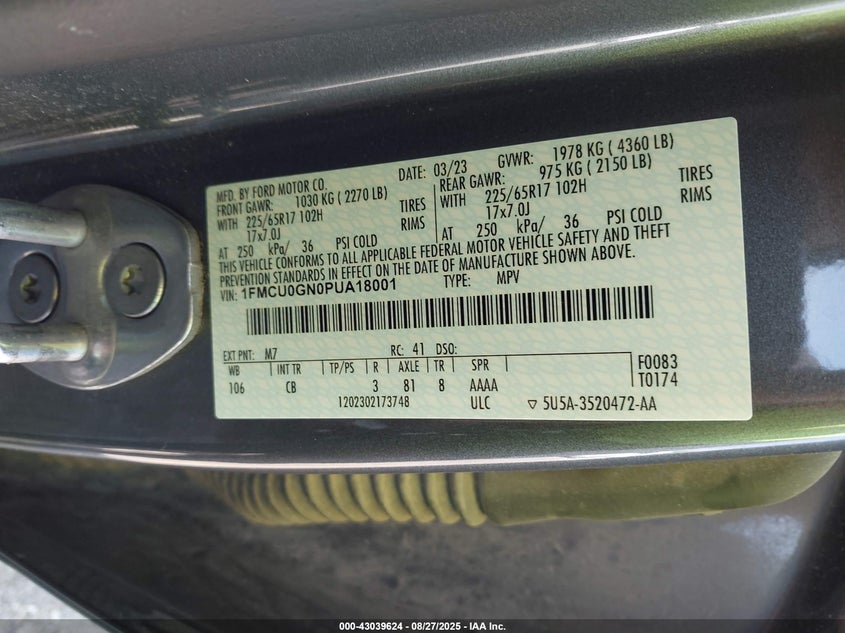 MFD. BY FORD MOTOR CO. DATE: 03/23 GVWR: 1978 KG ( 4360 LB)
FRONT GAWR: 1030 KG ( 2270 LB) REAR GAWR: 975 KG ( 2150 LB)
WITH 225/65R17 102H TIRES WITH 225/65R17 102H TIRES
17x7.0J RIMS 17x7.0J RIMS
AT 250 kPa/ 36 PSI COLD AT 250 kPa/ 36 PSI COLD
THIS VEHICLE CONFORMS TO ALL APPLICABLE FEDERAL MOTOR VEHICLE SAFETY AND THEFT
PREVENTION STANDARDS IN EFFECT ON THE DATE OF MANUFACTURE SHOWN ABOVE.
VIN: 1FMCU0GN0PUA18001 TYPE: MPV
EXT PNT: M7 RC: 41 DSO: F0083
WB INT TR TP/PS R AXLE TR SPR T0174
106 CB 3 81 8 AAAA
1202302173748 ULC ▽ 5U5A-3520472-AA
000-43039624 - 08/27/2025 - IAA Inc.